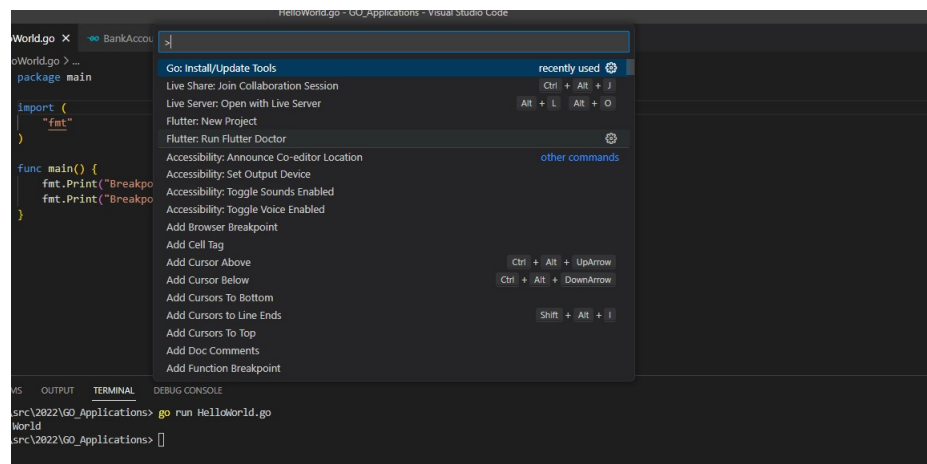 HelloWorld.go - GO_Applications - Visual Studio Code
World.go × BankAccou
oWorld.go > ...
>
Go: Install/Update Tools recently used
Live Share: Join Collaboration Session Ctrl + Alt + J
Live Server: Open with Live Server Alt + L Alt + O
Flutter: New Project
Flutter: Run Flutter Doctor
Accessibility: Announce Co-editor Location other commands
Accessibility: Set Output Device
Accessibility: Toggle Sounds Enabled
Accessibility: Toggle Voice Enabled
Add Browser Breakpoint
Add Cell Tag
Add Cursor Above Ctrl + Alt + UpArrow
Add Cursor Below Ctrl + Alt + DownArrow
Add Cursors To Bottom
Add Cursors to Line Ends Shift + Alt + I
Add Cursors To Top
Add Doc Comments
Add Function Breakpoint
package main
import (
"fmt"
)
func main() {
fmt.Print("Breakpo
fmt.Print("Breakpo
}
MS OUTPUT TERMINAL DEBUG CONSOLE
\src\2022\GO_Applications> go run HelloWorld.go
World
\src\2022\GO_Applications>